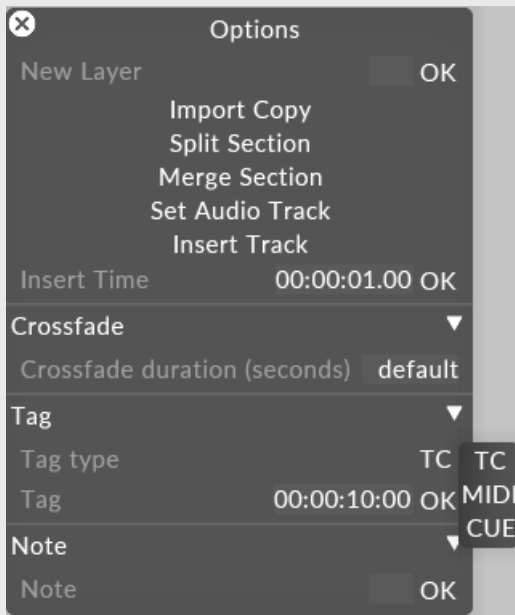 Options
New Layer OK
Import Copy
Split Section
Merge Section
Set Audio Track
Insert Track
Insert Time 00:00:01.00 OK
Crossfade
Crossfade duration (seconds) default
Tag
Tag type TC TC
Tag 00:00:10:00 OK MIDI
CUE
Note
Note OK